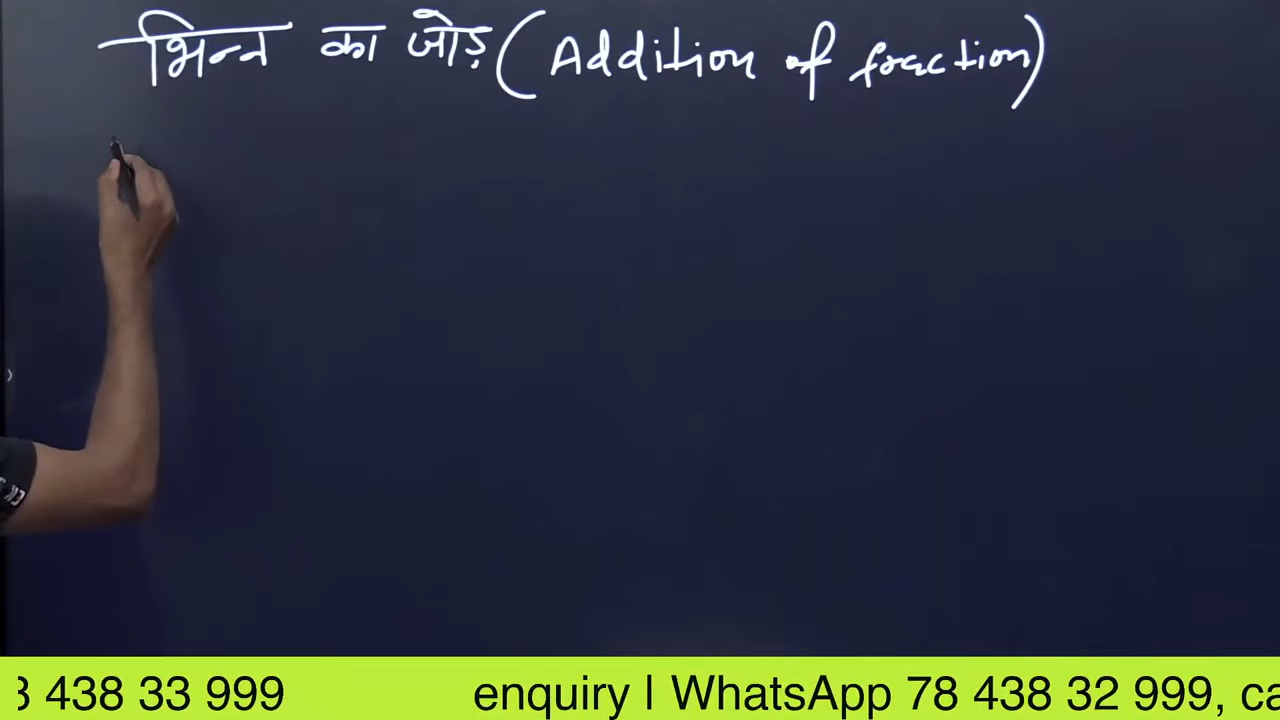 भिन्न का जोड़ (Addition of fraction)
3 438 33 999 enquiry I WhatsApp 78 438 32 999, ca